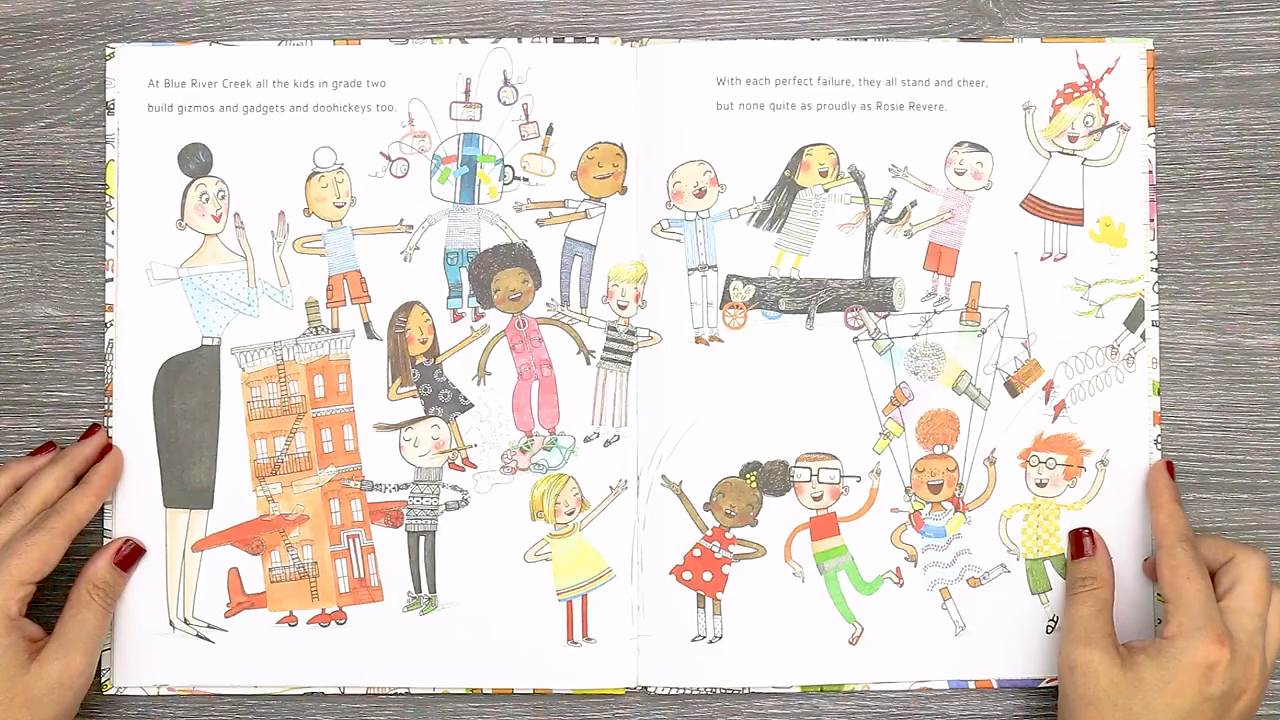 At Blue River Creek all the kids in grade two
build gizmos and gadgets and doohickeys too.
With each perfect failure, they all stand and cheer,
but none quite as proudly as Rosie Revere.